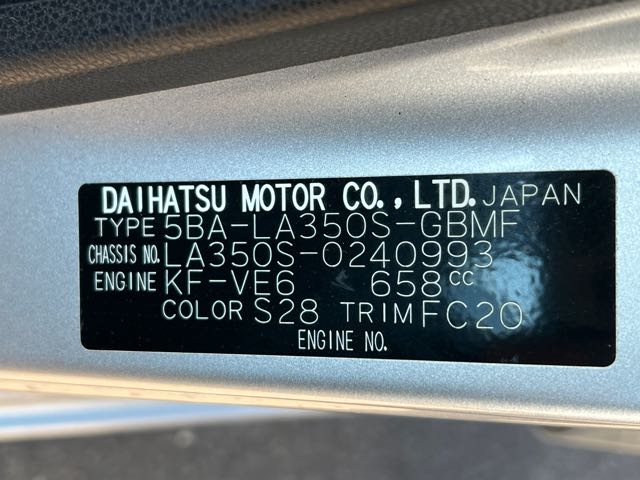 DAIHATSU MOTOR CO., LTD. JAPAN
TYPE 5BA-LA350S-GBMF
CHASSIS NO. LA350S-0240993
ENGINE KF-VE6 658cc
COLOR S28 TRIM FC20
ENGINE NO.